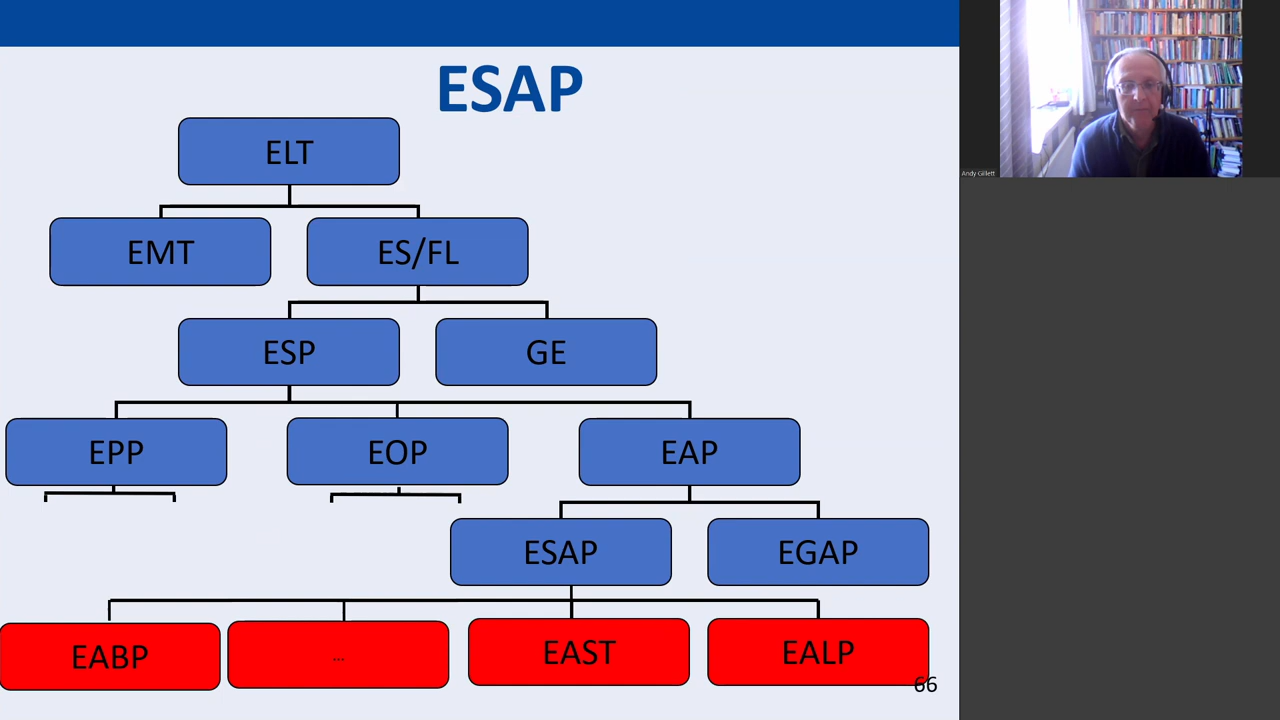 ESAP
ELT
EMT
ES/FL
ESP
GE
EPP
EOP
EAP
ESAP
EGAP
EABP
...
EAST
EALP
66
Andy Gillett